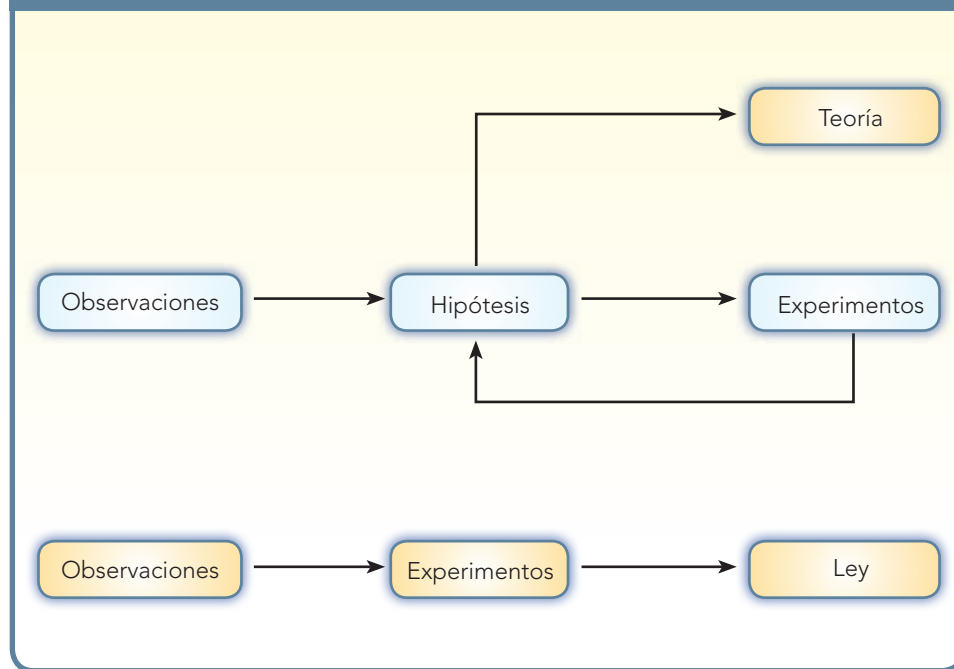 Teoría
Observaciones
Hipótesis
Experimentos
Observaciones
Experimentos
Ley